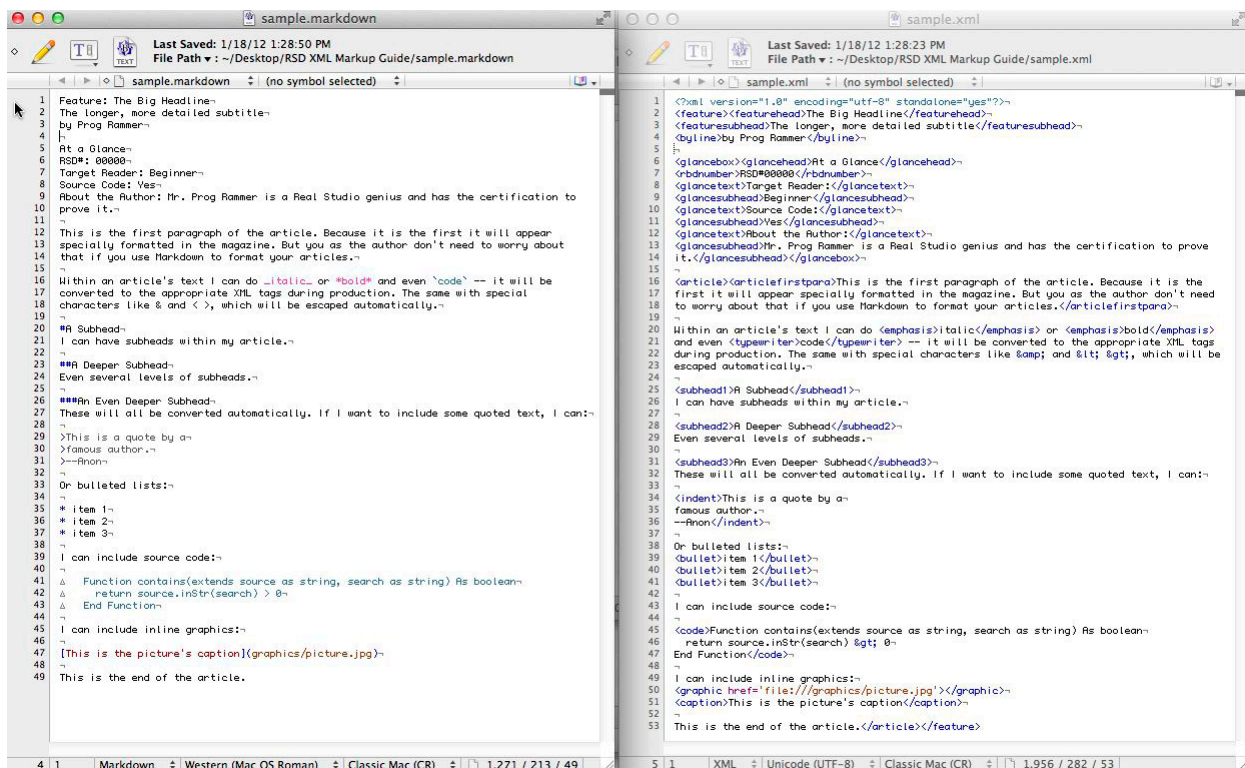 sample.markdown
Last Saved: 1/18/12 1:28:50 PM
File Path ▾ : ~/Desktop/RSD XML Markup Guide/sample.markdown
TEXT
sample.markdown (no symbol selected)
1 Feature: The Big Headline¬
2 The longer, more detailed subtitle¬
3 by Prog Rammer¬
4 ¬
5 At a Glance¬
6 RSD#: 00000¬
7 Target Reader: Beginner¬
8 Source Code: Yes¬
9 About the Author: Mr. Prog Rammer is a Real Studio genius and has the certification to
10 prove it.¬
11 ¬
12 This is the first paragraph of the article. Because it is the first it will appear
13 specially formatted in the magazine. But you as the author don't need to worry about
14 that if you use Markdown to format your articles.¬
15 ¬
16 Within an article's text I can do _italic_ or *bold* and even `code` -- it will be
17 converted to the appropriate XML tags during production. The same with special
18 characters like & and < >, which will be escaped automatically.¬
19 ¬
20 #A Subhead¬
21 I can have subheads within my article.¬
22 ¬
23 ##A Deeper Subhead¬
24 Even several levels of subheads.¬
25 ¬
26 ###An Even Deeper Subhead¬
27 These will all be converted automatically. If I want to include some quoted text, I can:¬
28 ¬
29 >This is a quote by a¬
30 >famous author.¬
31 >--Anon¬
32 ¬
33 Or bulleted lists:¬
34 ¬
35 * item 1¬
36 * item 2¬
37 * item 3¬
38 ¬
39 I can include source code:¬
40 ¬
41 △ Function contains(extends source as string, search as string) As boolean¬
42 △ return source.inStr(search) > 0¬
43 △ End Function¬
44 ¬
45 I can include inline graphics:¬
46 ¬
47 [This is the picture's caption](graphics/picture.jpg)¬
48 ¬
49 This is the end of the article.
4 1 Markdown Western (Mac OS Roman) Classic Mac (CR) 1,271 / 213 / 49
sample.xml
Last Saved: 1/18/12 1:28:23 PM
File Path ▾ : ~/Desktop/RSD XML Markup Guide/sample.xml
TEXT
sample.xml (no symbol selected)
1 <?xml version="1.0" encoding="utf-8" standalone="yes"?>¬
2 <feature><featurehead>The Big Headline</featurehead>¬
3 <featuresubhead>The longer, more detailed subtitle</featuresubhead>¬
4 <byline>by Prog Rammer</byline>¬
5 ¬
6 <glancebox><glancehead>At a Glance</glancehead>¬
7 <rbdnumber>RSD#00000</rbdnumber>¬
8 <glancetext>Target Reader:</glancetext>¬
9 <glancesubhead>Beginner</glancesubhead>¬
10 <glancetext>Source Code:</glancetext>¬
11 <glancesubhead>Yes</glancesubhead>¬
12 <glancetext>About the Author:</glancetext>¬
13 <glancesubhead>Mr. Prog Rammer is a Real Studio genius and has the certification to prove
14 it.</glancesubhead></glancebox>¬
15 ¬
16 <article><articlefirstpara>This is the first paragraph of the article. Because it is the
17 first it will appear specially formatted in the magazine. But you as the author don't need
18 to worry about that if you use Markdown to format your articles.</articlefirstpara>¬
19 ¬
20 Within an article's text I can do <emphasis>italic</emphasis> or <emphasis>bold</emphasis>
21 and even <typewriter>code</typewriter> -- it will be converted to the appropriate XML tags
22 during production. The same with special characters like &amp; and &lt; &gt;, which will be
23 escaped automatically.¬
24 ¬
25 <subhead1>A Subhead</subhead1>¬
26 I can have subheads within my article.¬
27 ¬
28 <subhead2>A Deeper Subhead</subhead2>¬
29 Even several levels of subheads.¬
30 ¬
31 <subhead3>An Even Deeper Subhead</subhead3>¬
32 These will all be converted automatically. If I want to include some quoted text, I can:¬
33 ¬
34 <indent>This is a quote by a¬
35 famous author.¬
36 --Anon</indent>¬
37 ¬
38 Or bulleted lists:¬
39 <bullet>item 1</bullet>¬
40 <bullet>item 2</bullet>¬
41 <bullet>item 3</bullet>¬
42 ¬
43 I can include source code:¬
44 ¬
45 <code>Function contains(extends source as string, search as string) As boolean¬
46 return source.inStr(search) &gt; 0¬
47 End Function</code>¬
48 ¬
49 I can include inline graphics:¬
50 <graphic href='file:///graphics/picture.jpg'></graphic>¬
51 <caption>This is the picture's caption</caption>¬
52 ¬
53 This is the end of the article.</article></feature>
5 1 XML Unicode (UTF-8) Classic Mac (CR) 1,956 / 282 / 53